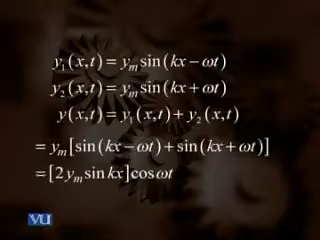 y₁(x,t) = yₘ sin(kx − ωt)
y₂(x,t) = yₘ sin(kx + ωt)
y(x,t) = y₁(x,t) + y₂(x,t)
= yₘ[sin(kx − ωt) + sin(kx + ωt)]
= [2yₘ sin kx] cos ωt
VU